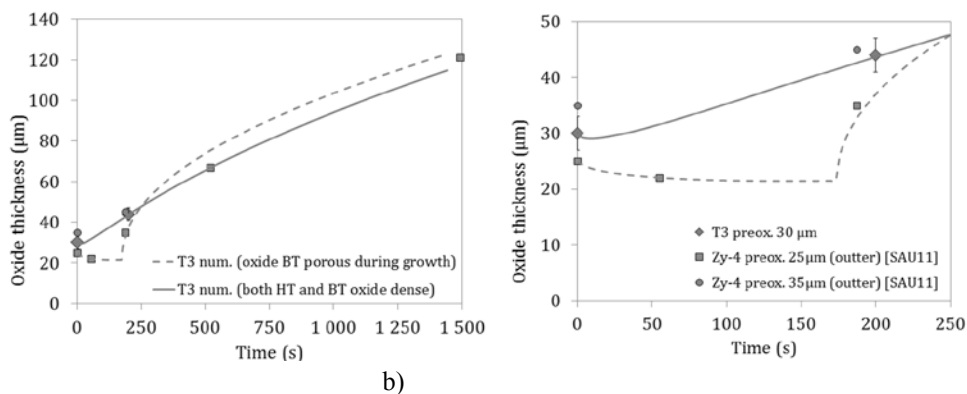 140
120
100
80
60
40
20
0
Oxide thickness (μm)
T3 num. (oxide BT porous during growth)
T3 num. (both HT and BT oxide dense)
0
250
500
750
1 000
1 250
1 500
Time (s)
50
40
30
20
10
0
Oxide thickness (μm)
T3 preox. 30 μm
Zy-4 preox. 25μm (outter) [SAU11]
Zy-4 preox. 35μm (outter) [SAU11]
0
50
100
150
200
250
Time (s)
b)